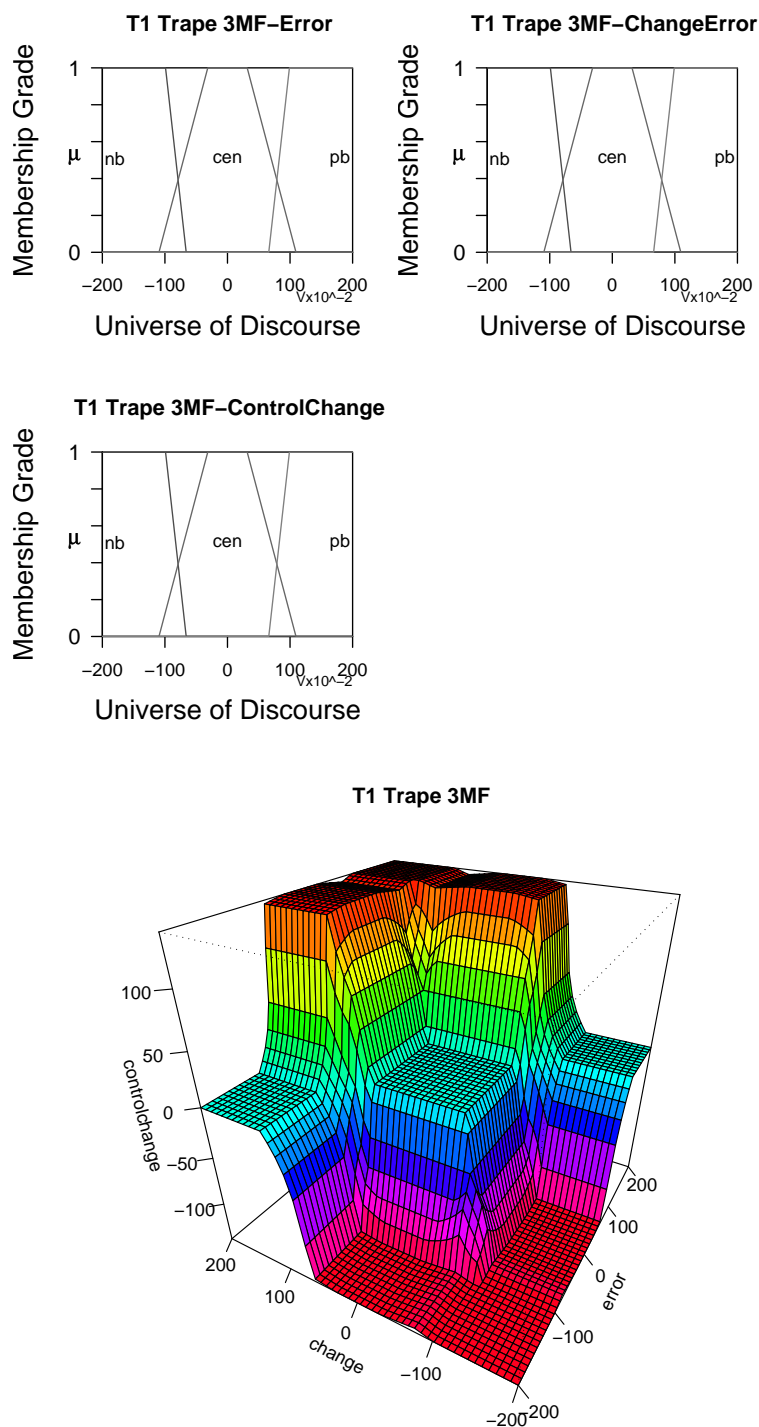 T1 Trape 3MF−Error
Membership Grade
1
μ
0
nb
cen
pb
−200 −100 0 100 200
Vx10^−2
Universe of Discourse
T1 Trape 3MF−ChangeError
Membership Grade
1
μ
0
nb
cen
pb
−200 −100 0 100 200
Vx10^−2
Universe of Discourse
T1 Trape 3MF−ControlChange
Membership Grade
1
μ
0
nb
cen
pb
−200 −100 0 100 200
Vx10^−2
Universe of Discourse
T1 Trape 3MF
controlchange
100
50
0
−50
−100
200
100
0
−100
−200
change
200
100
0
−100
−200
error